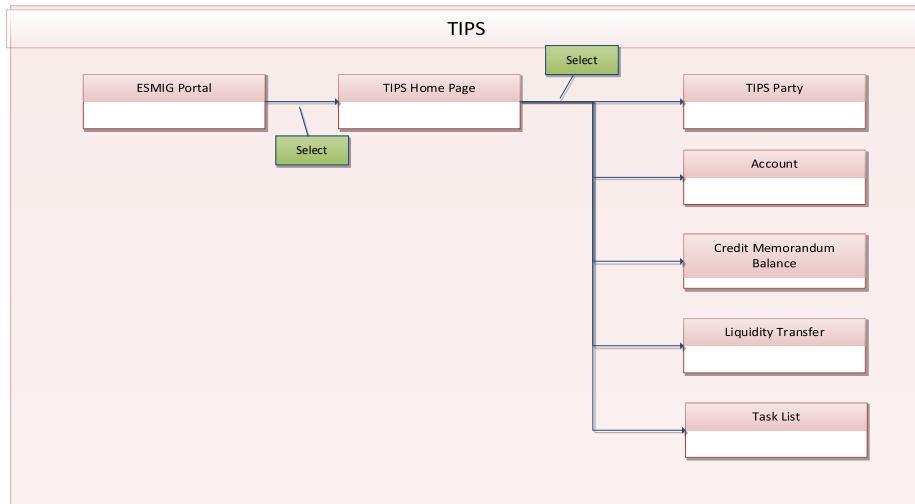 TIPS
Select
ESMIG Portal
TIPS Home Page
TIPS Party
Select
Account
Credit Memorandum
Balance
Liquidity Transfer
Task List